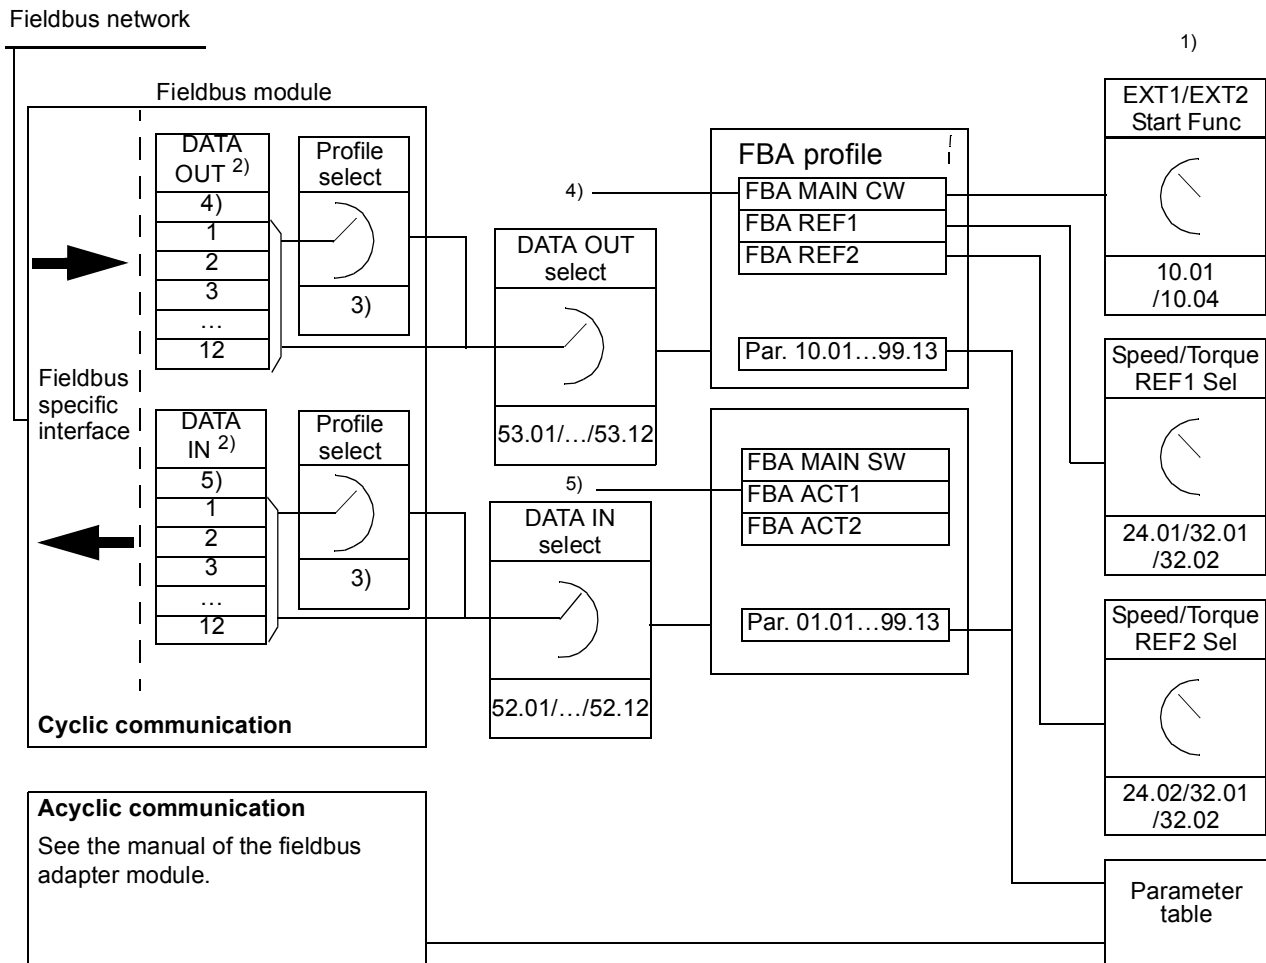 Fieldbus network
1)
Fieldbus module
EXT1/EXT2
Start Func
10.01
/10.04
DATA
OUT 2)
4)
1
2
3
…
12
Profile
select
3)
Fieldbus
specific
interface
DATA
IN 2)
5)
1
2
3
…
12
Profile
select
3)
Cyclic communication
DATA OUT
select
53.01/…/53.12
DATA IN
select
52.01/…/52.12
4)
FBA profile
FBA MAIN CW
FBA REF1
FBA REF2
Par. 10.01…99.13
5)
FBA MAIN SW
FBA ACT1
FBA ACT2
Par. 01.01…99.13
Speed/Torque
REF1 Sel
24.01/32.01
/32.02
Speed/Torque
REF2 Sel
24.02/32.01
/32.02
Acyclic communication
See the manual of the fieldbus
adapter module.
Parameter
table